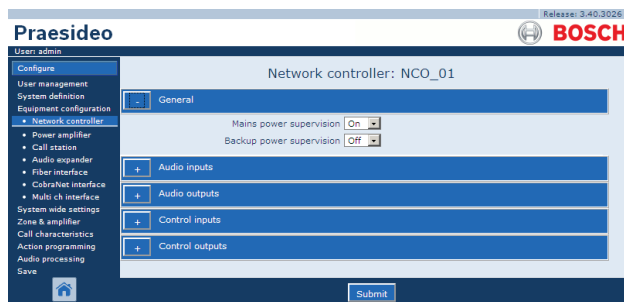 Release: 3.40.3026
Praesideo
BOSCH
User: admin
Configure
User management
System definition
Equipment configuration
• Network controller
• Power amplifier
• Call station
• Audio expander
• Fiber interface
• CobraNet interface
• Multi ch interface
System wide settings
Zone & amplifier
Call characteristics
Action programming
Audio processing
Save
Network controller: NCO_01
- General
Mains power supervision On
Backup power supervision Off
+ Audio inputs
+ Audio outputs
+ Control inputs
+ Control outputs
Submit